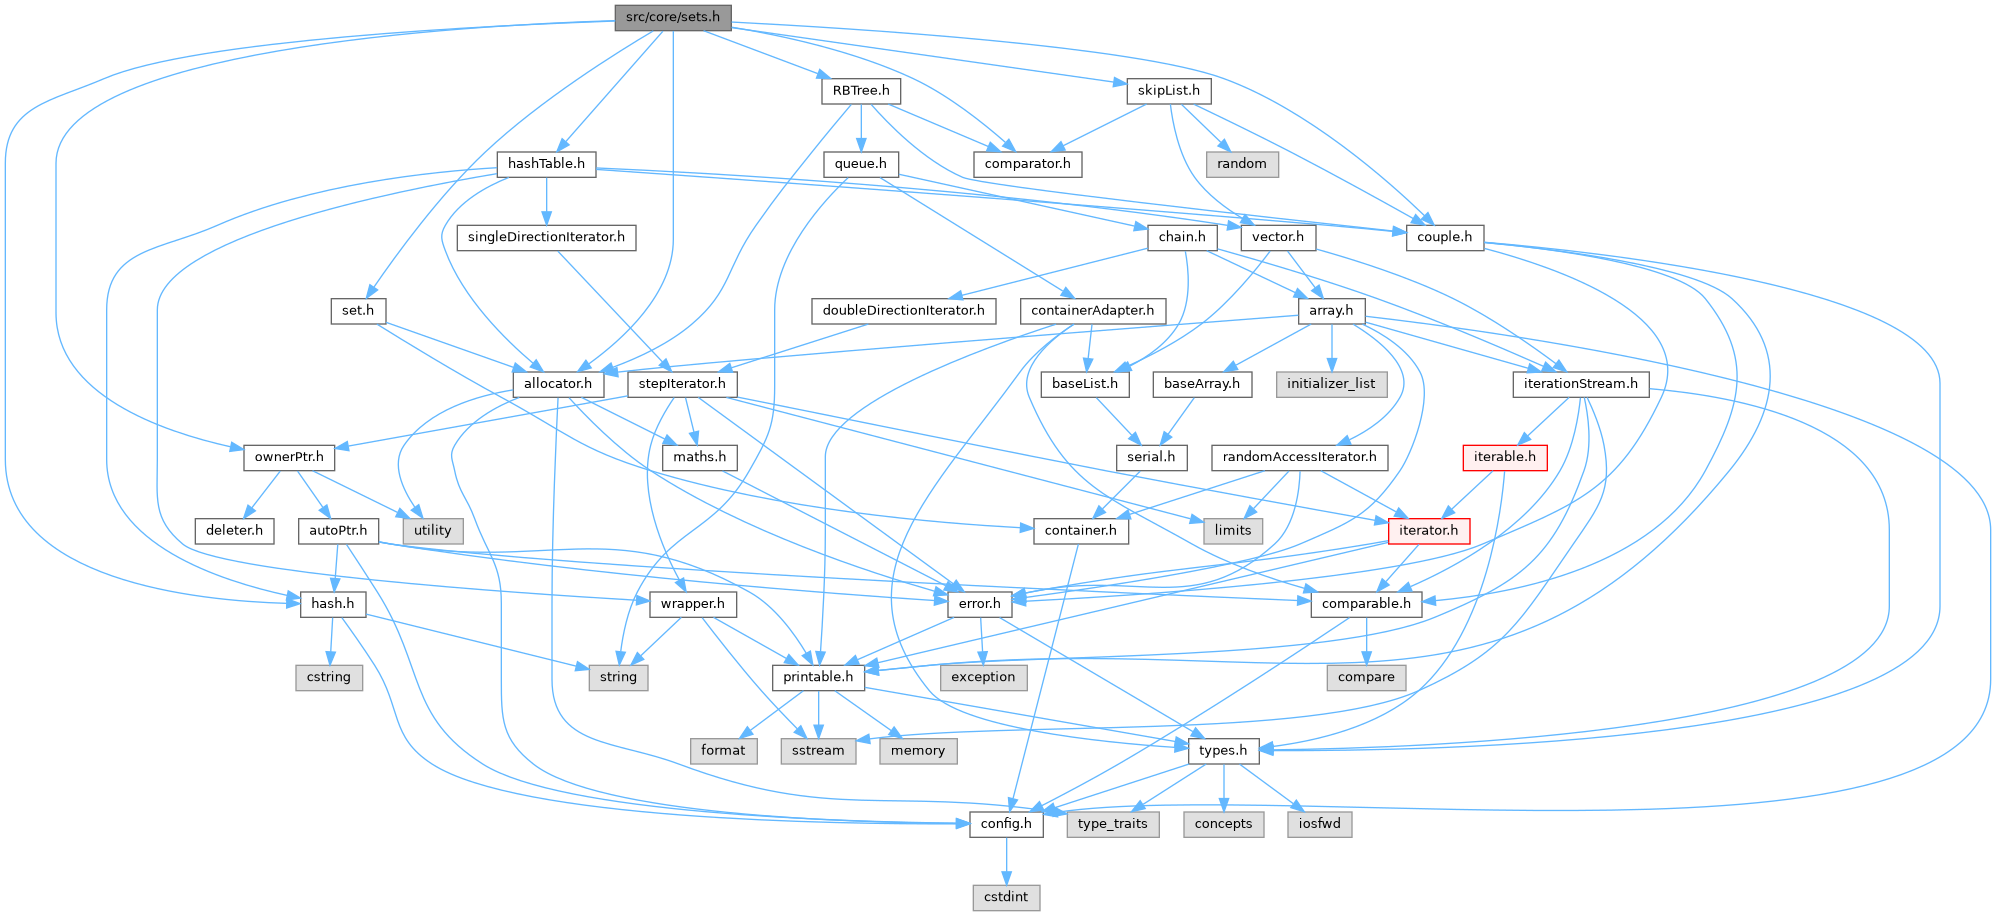 src/core/sets.h
RBTree.h
skipList.h
hashTable.h
queue.h
comparator.h
random
singleDirectionIterator.h
chain.h
vector.h
couple.h
set.h
doubleDirectionIterator.h
containerAdapter.h
array.h
allocator.h
stepIterator.h
baseList.h
baseArray.h
initializer_list
iterationStream.h
ownerPtr.h
maths.h
serial.h
randomAccessIterator.h
iterable.h
deleter.h
autoPtr.h
utility
container.h
limits
iterator.h
hash.h
wrapper.h
error.h
comparable.h
cstring
string
printable.h
exception
compare
format
sstream
memory
types.h
config.h
type_traits
concepts
iosfwd
cstdint